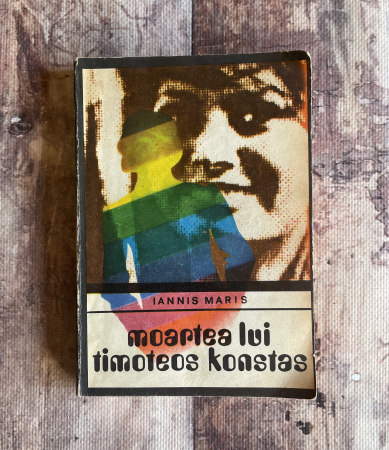 IANNIS MARIS
moartea lui
timoteos konstas